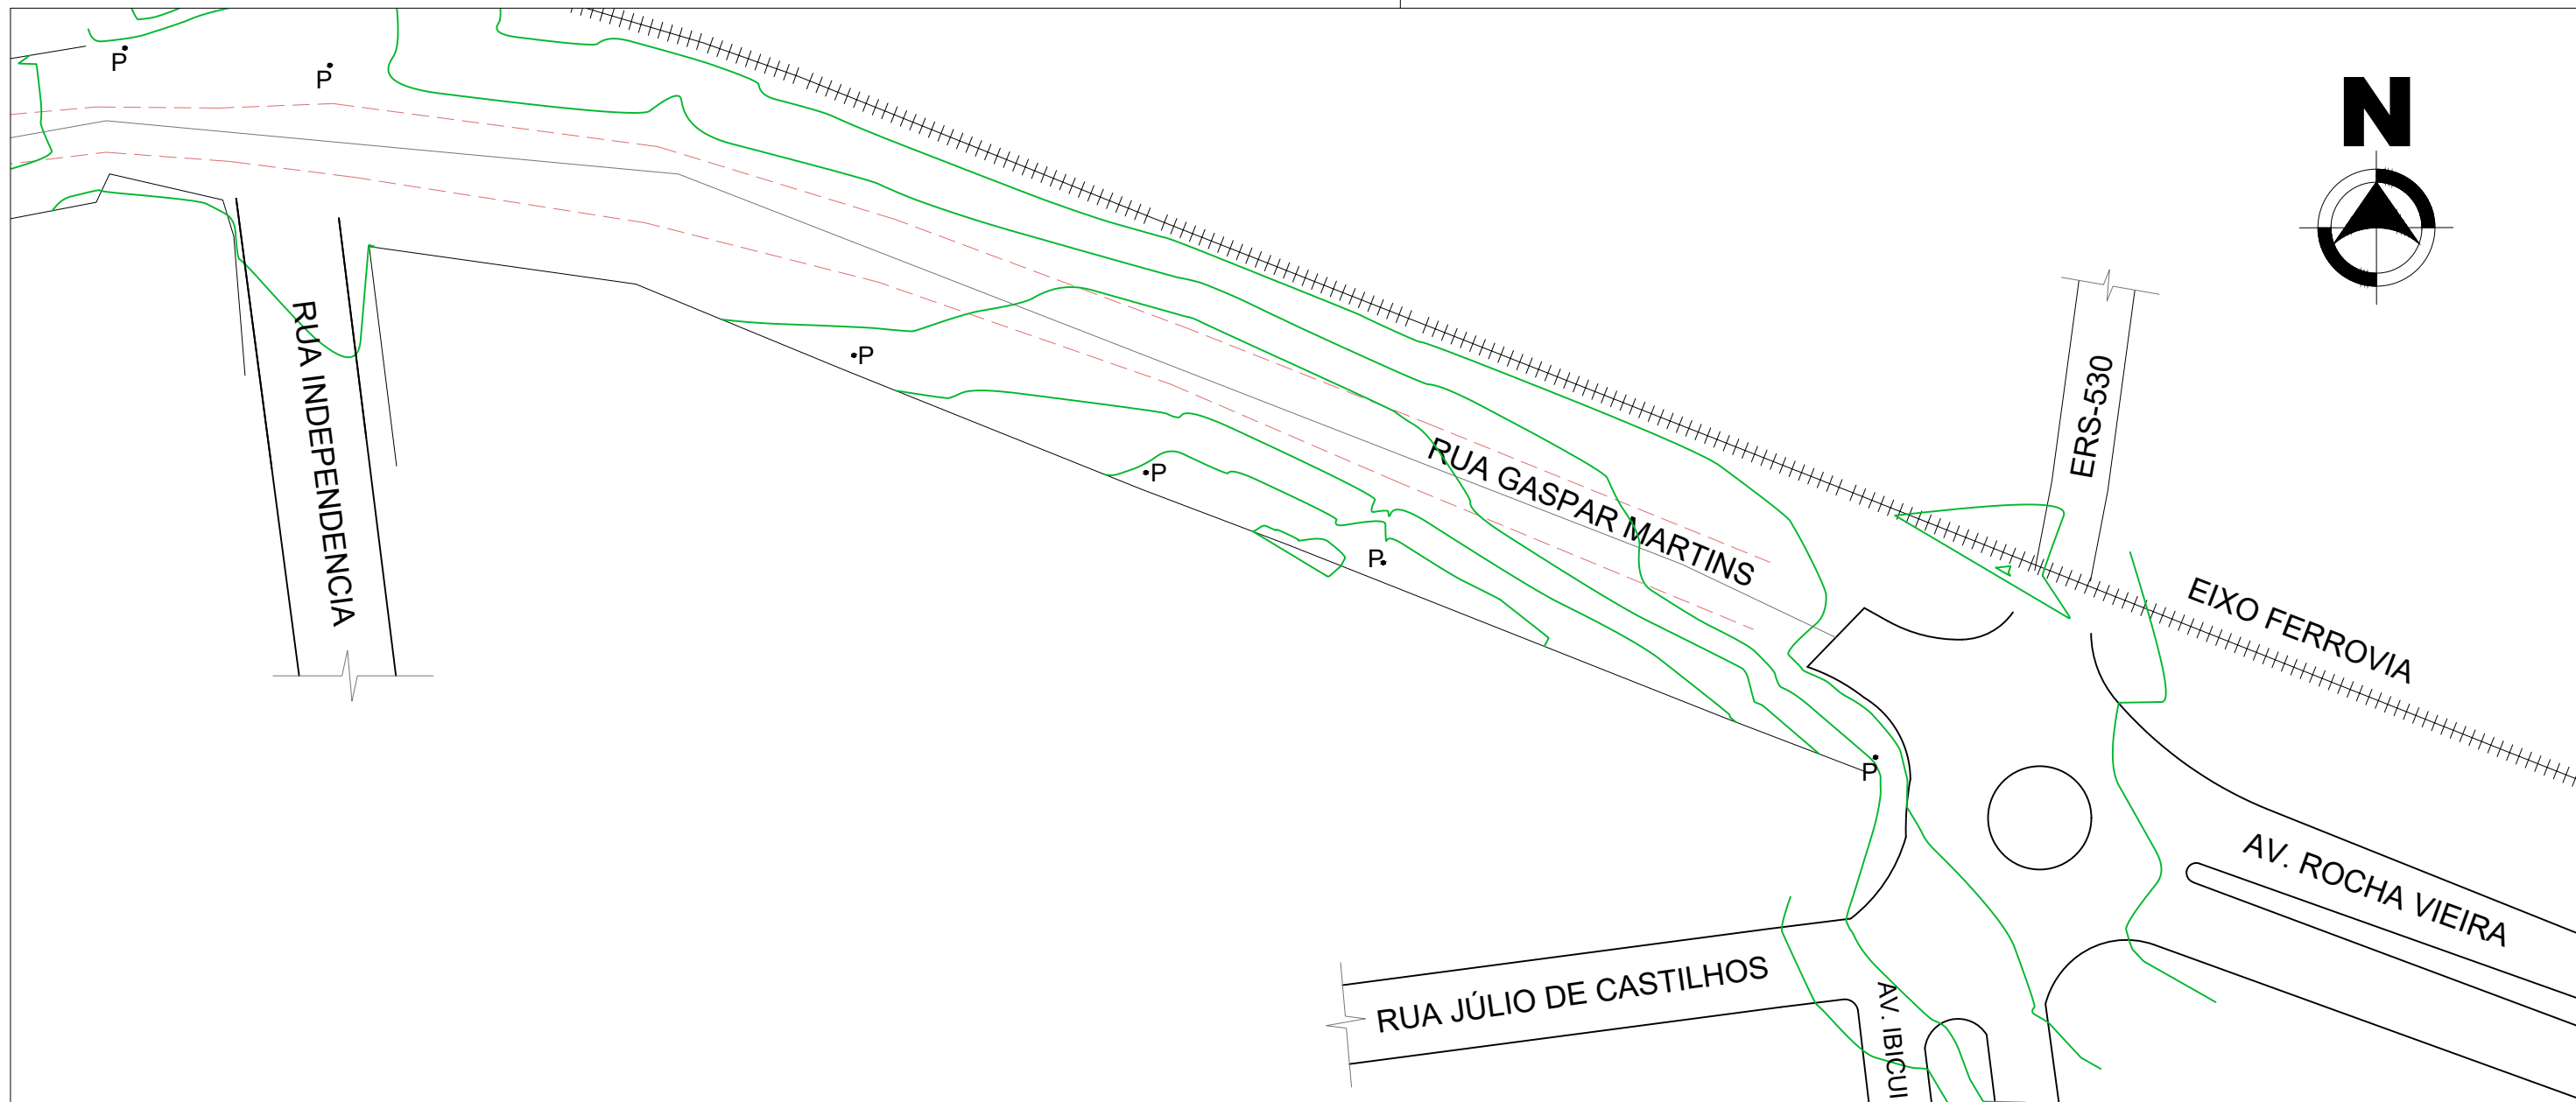 P
P
N
RUA INDEPENDENCIA
P
ERS-530
RUA GASPAR MARTINS
P
P
EIXO FERROVIA
P
AV. ROCHA VIEIRA
RUA JÚLIO DE CASTILHOS
AV. IBICUI